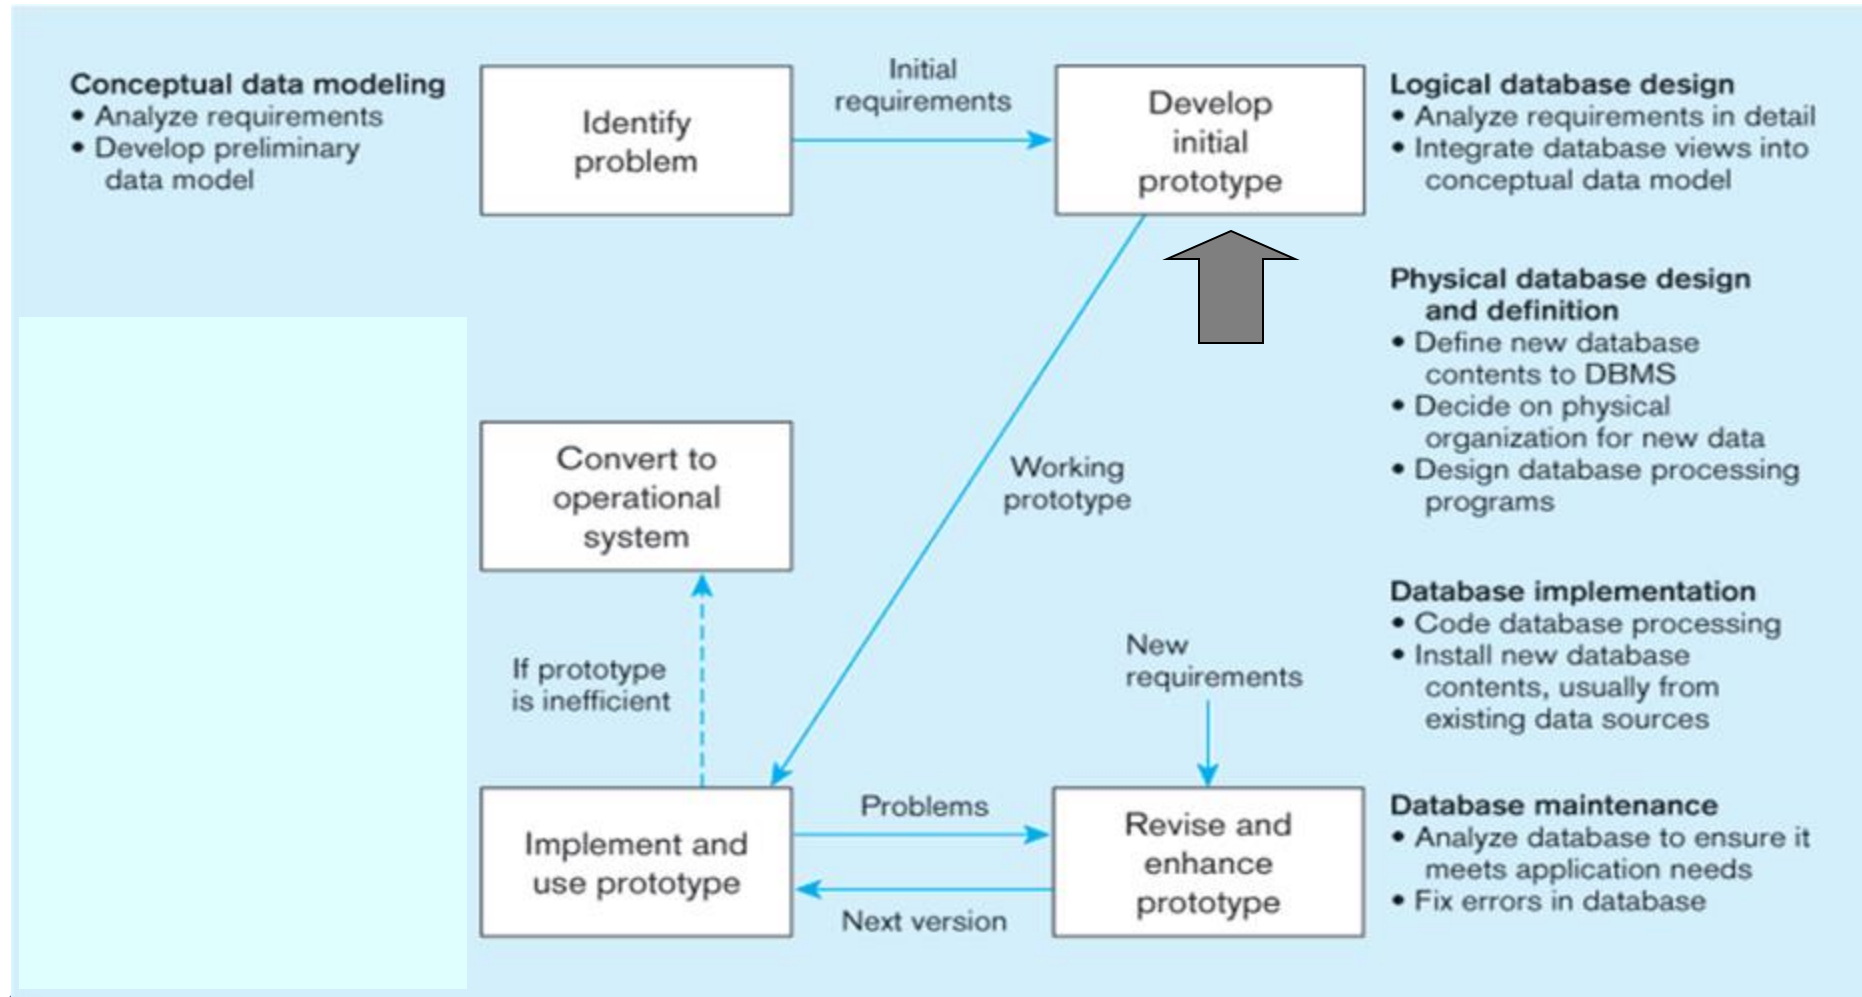 Conceptual data modeling
• Analyze requirements
• Develop preliminary
data model
Identify
problem
Initial
requirements
Develop
initial
prototype
Logical database design
• Analyze requirements in detail
• Integrate database views into
conceptual data model
Physical database design
and definition
• Define new database
contents to DBMS
• Decide on physical
organization for new data
• Design database processing
programs
Convert to
operational
system
Working
prototype
If prototype
is inefficient
New
requirements
Database implementation
• Code database processing
• Install new database
contents, usually from
existing data sources
Implement and
use prototype
Problems
Next version
Revise and
enhance
prototype
Database maintenance
• Analyze database to ensure it
meets application needs
• Fix errors in database